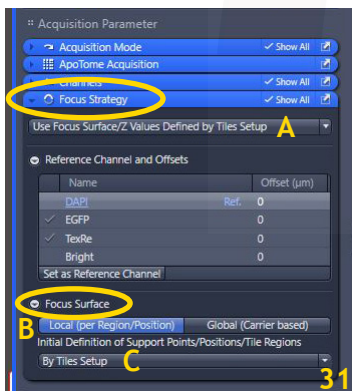 Acquisition Parameter
Acquisition Mode ✓ Show All
ApoTome Acquisition
Channels ✓ Show All
Focus Strategy ✓ Show All
Use Focus Surface/Z Values Defined by Tiles Setup A
Reference Channel and Offsets
Name Offset (µm)
DAPI Ref. 0
✓ EGFP 0
✓ TexRe 0
Bright 0
Set as Reference Channel
Focus Surface
B Local (per Region/Position) Global (Carrier based)
Initial Definition of Support Points/Positions/Tile Regions
By Tiles Setup C
31